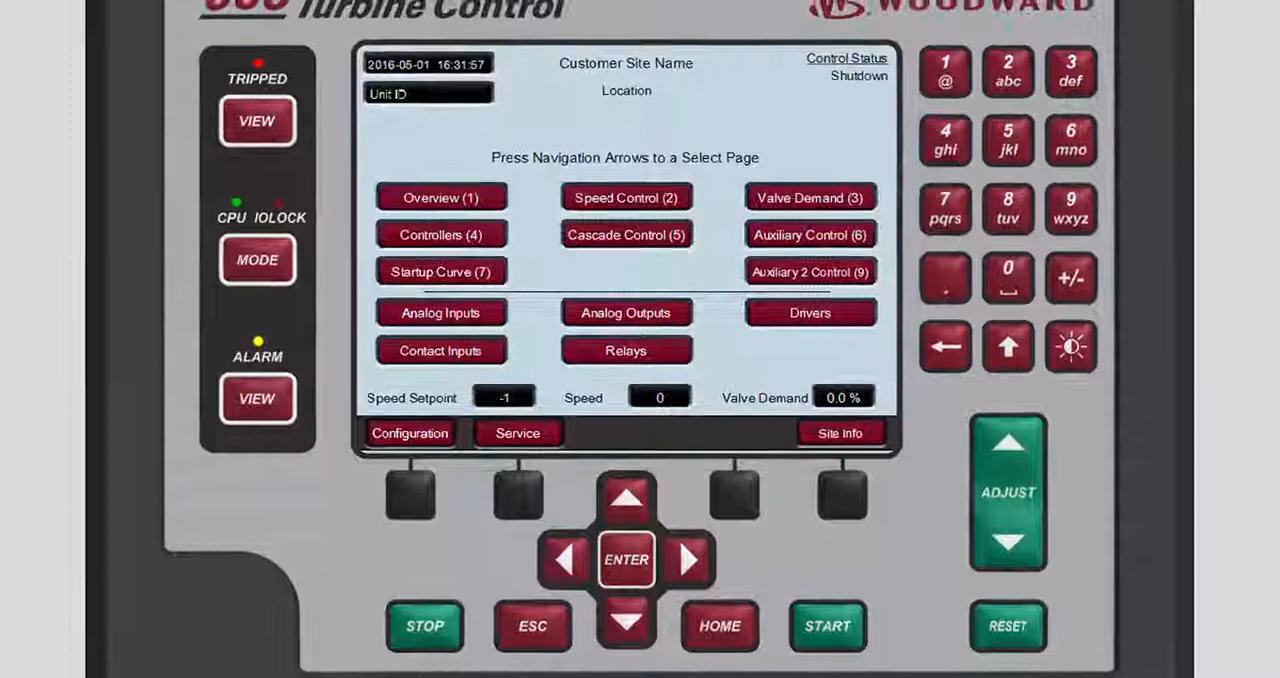 Turbine Control
WOODWARD
TRIPPED
VIEW
CPU IOLOCK
MODE
ALARM
VIEW
2016-05-01 16:31:57
Unit ID
Customer Site Name
Location
Control Status
Shutdown
Press Navigation Arrows to a Select Page
Overview (1)
Speed Control (2)
Valve Demand (3)
Controllers (4)
Cascade Control (5)
Auxiliary Control (6)
Startup Curve (7)
Auxiliary 2 Control (9)
Analog Inputs
Analog Outputs
Drivers
Contact Inputs
Relays
Speed Setpoint -1
Speed 0
Valve Demand 0.0 %
Configuration
Service
Site Info
1
@
2
abc
3
def
4
ghi
5
jkl
6
mno
7
pqrs
8
tuv
9
wxyz
.
0
+/-
ADJUST
ENTER
STOP
ESC
HOME
START
RESET